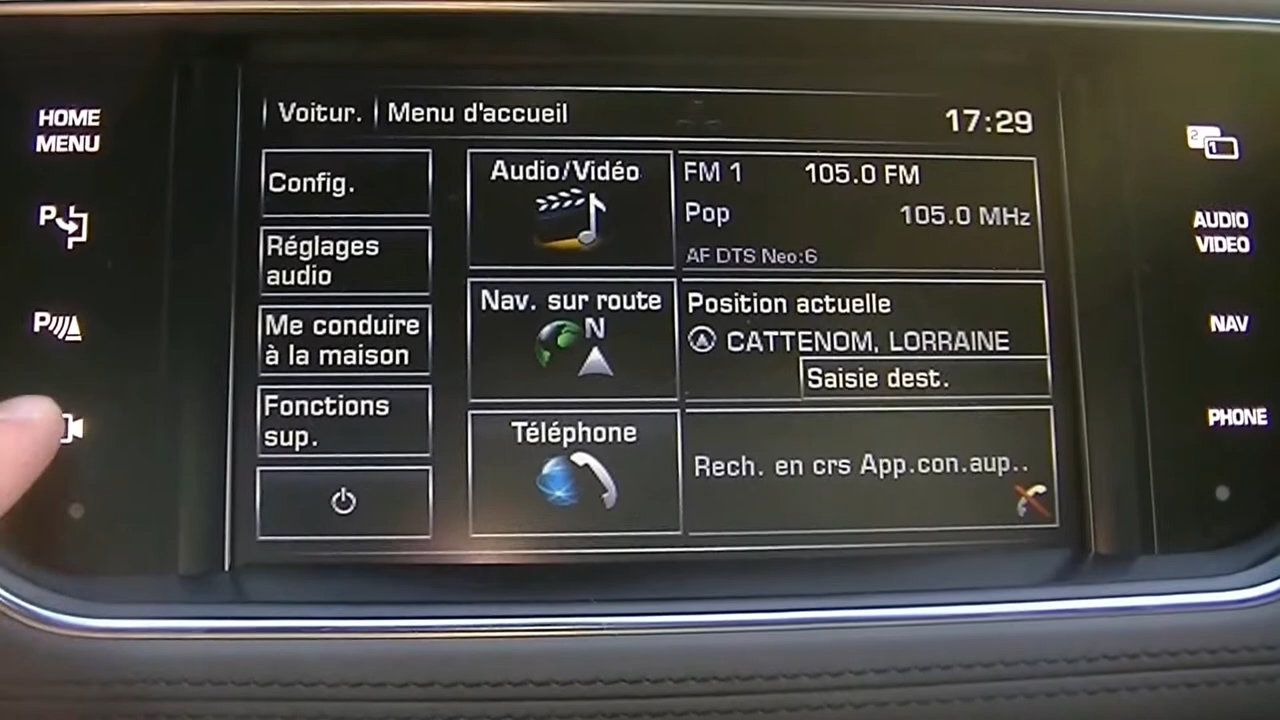 HOME
MENU
P
P
Voitur.
Menu d'accueil
17:29
Config.
Réglages
audio
Me conduire
à la maison
Fonctions
sup.
Audio/Vidéo
FM 1
105.0 FM
Pop
105.0 MHz
AF DTS Neo:6
Nav. sur route
N
Position actuelle
CATTENOM, LORRAINE
Saisie dest.
Téléphone
Rech. en crs App.con.aup..
2
1
AUDIO
VIDEO
NAV
PHONE